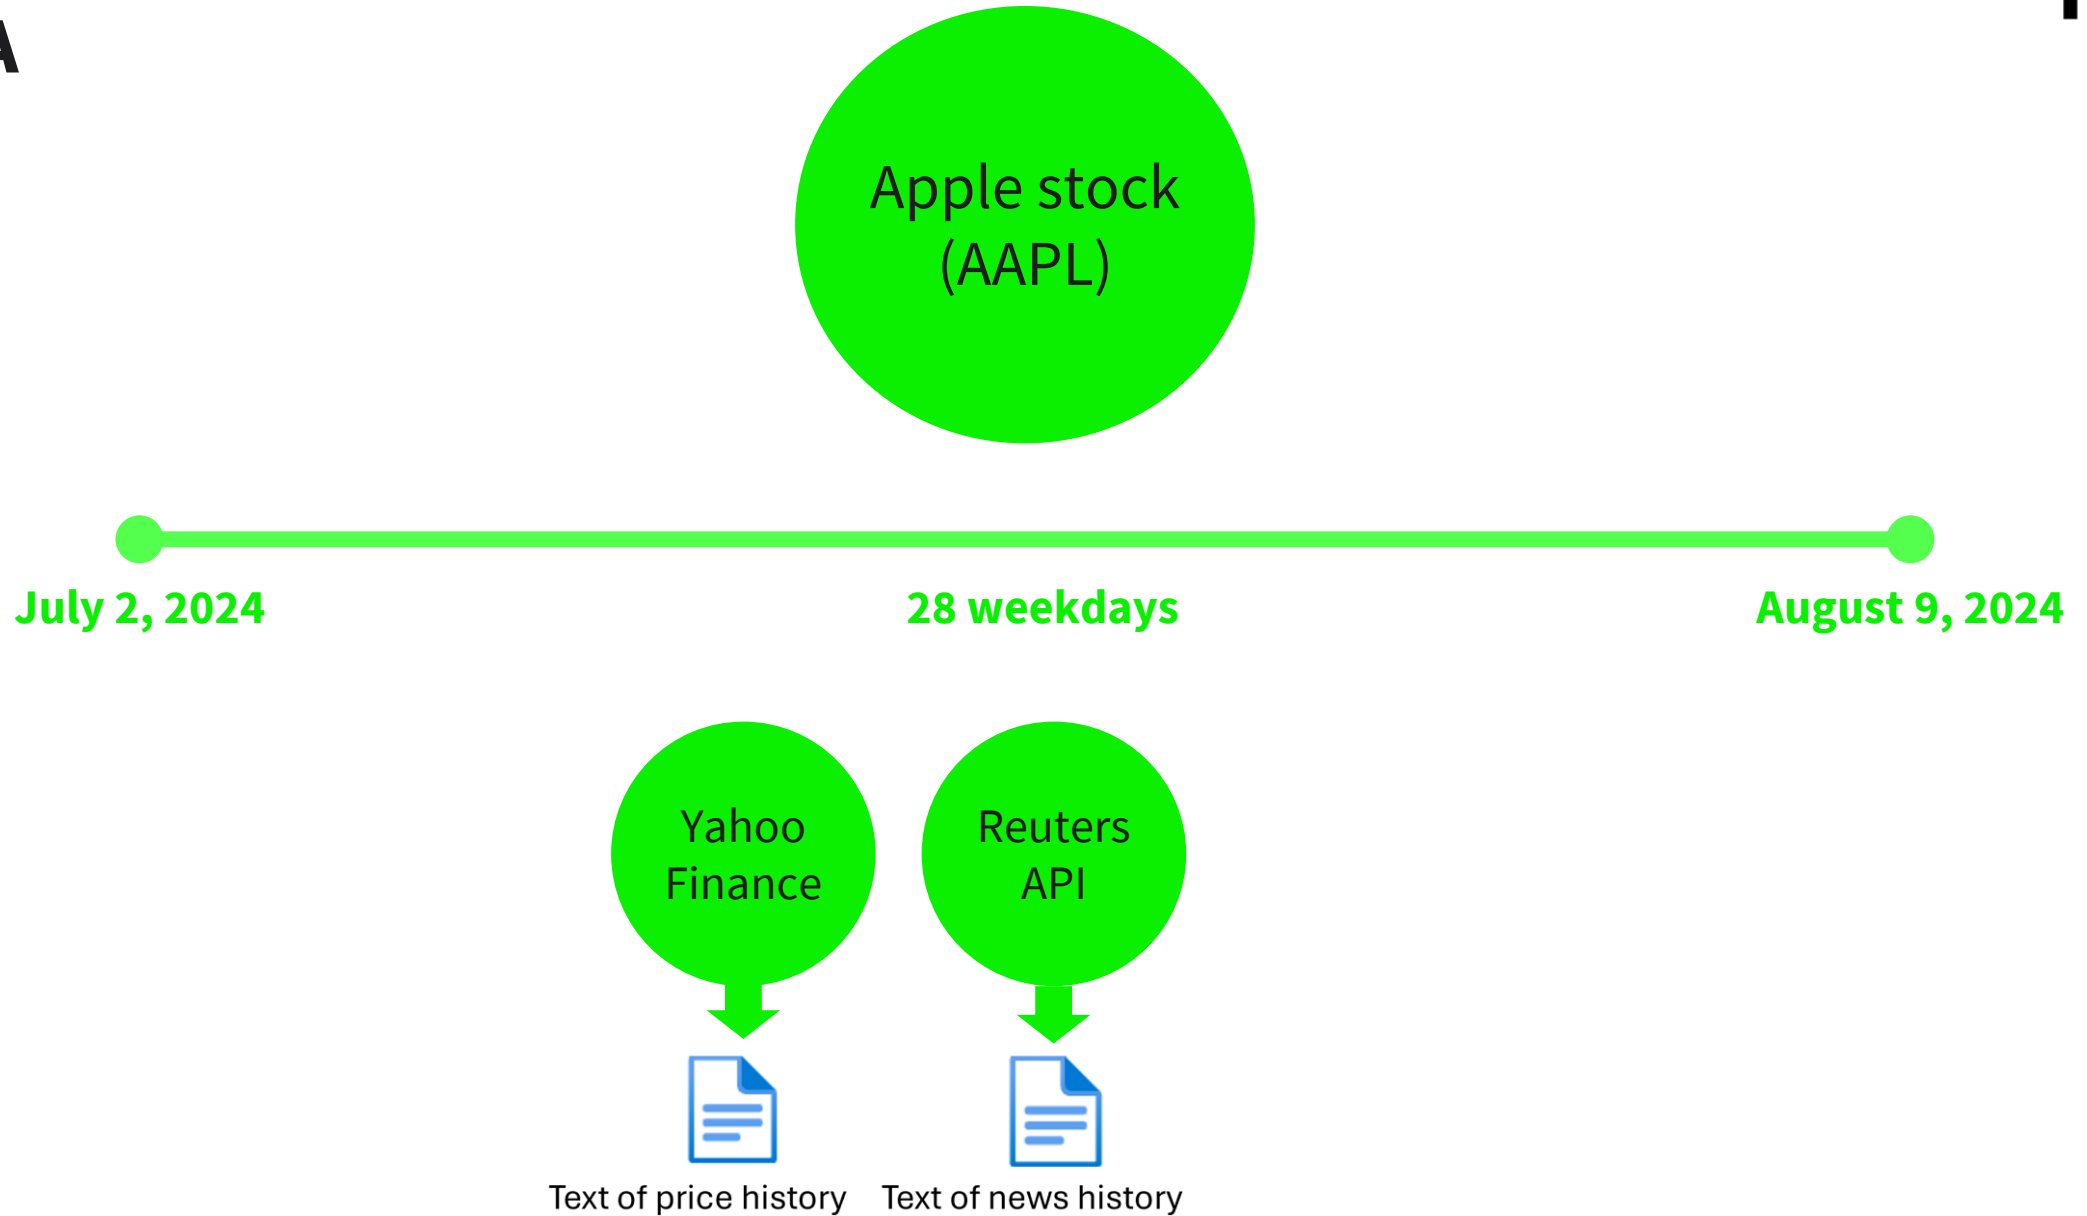 A
Apple stock
(AAPL)
July 2, 2024
28 weekdays
August 9, 2024
Yahoo
Finance
Reuters
API
Text of price history
Text of news history